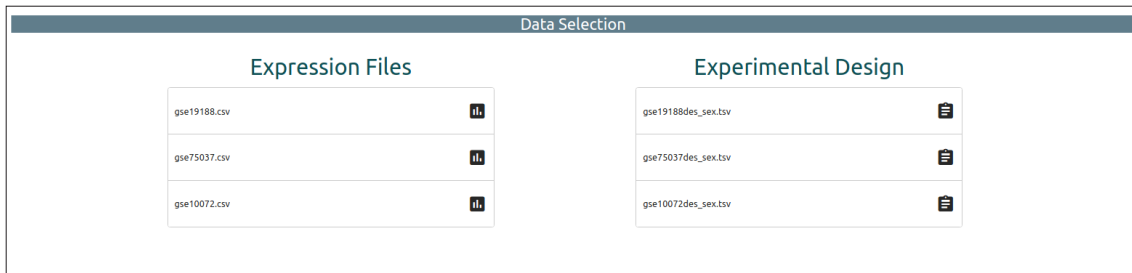 Data Selection
Expression Files
gse19188.csv
gse75037.csv
gse10072.csv
Experimental Design
gse19188des_sex.tsv
gse75037des_sex.tsv
gse10072des_sex.tsv